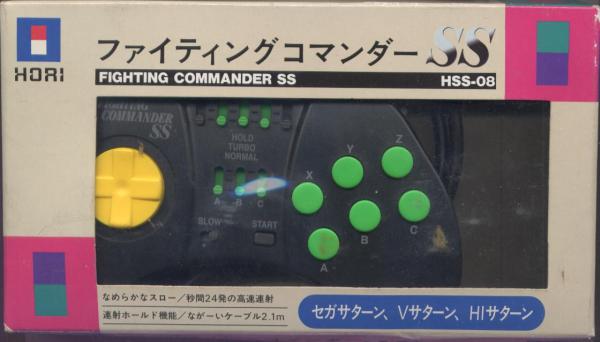 HORI
ファイティングコマンダーSS
FIGHTING COMMANDER SS
HSS-08
FIGHTING
COMMANDER
SS
HOLD
TURBO
NORMAL
A B C
SLOW
START
X Y Z
A B C
なめらかなスロー/秒間24発の高速連射
連射ホールド機能/ながーいケーブル2.1m
セガサターン、Vサターン、HIサターン